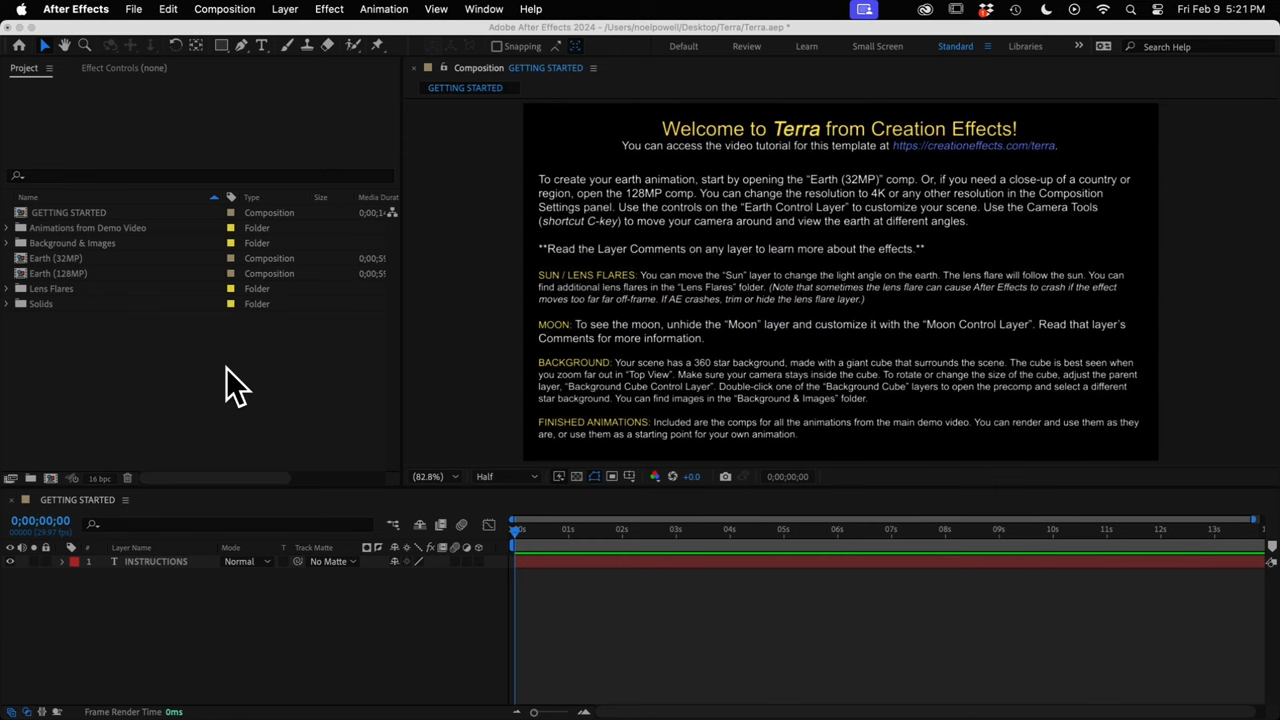 After Effects File Edit Composition Layer Effect Animation View Window Help Fri Feb 9 5:21 PM
Adobe After Effects 2024 - /Users/noelpowell/Desktop/Terra/Terra.aep *
Snapping Default Review Learn Small Screen Standard Libraries Search Help
Project Effect Controls (none)
Composition GETTING STARTED
GETTING STARTED
Name Type Size Media Durat
GETTING STARTED Composition
Animations from Demo Video Folder
Background & Images Folder
Earth (32MP) Composition 0;00;59
Earth (128MP) Composition 0;00;59
Lens Flares Folder
Solids Folder
16 bpc
Welcome to Terra from Creation Effects!
You can access the video tutorial for this template at https://creationeffects.com/terra.
To create your earth animation, start by opening the “Earth (32MP)” comp. Or, if you need a close-up of a country or
region, open the 128MP comp. You can change the resolution to 4K or any other resolution in the Composition
Settings panel. Use the controls on the “Earth Control Layer” to customize your scene. Use the Camera Tools
(shortcut C-key) to move your camera around and view the earth at different angles.
**Read the Layer Comments on any layer to learn more about the effects.**
SUN / LENS FLARES: You can move the “Sun” layer to change the light angle on the earth. The lens flare will follow the sun. You can
find additional lens flares in the “Lens Flares” folder. (Note that sometimes the lens flare can cause After Effects to crash if the effect
moves too far far off-frame. If AE crashes, trim or hide the lens flare layer.)
MOON: To see the moon, unhide the “Moon” layer and customize it with the “Moon Control Layer”. Read that layer’s
Comments for more information.
BACKGROUND: Your scene has a 360 star background, made with a giant cube that surrounds the scene. The cube is best seen when
you zoom far out in “Top View”. Make sure your camera stays inside the cube. To rotate or change the size of the cube, adjust the parent
layer, “Background Cube Control Layer”. Double-click one of the “Background Cube” layers to open the precomp and select a different
star background. You can find images in the “Background & Images” folder.
FINISHED ANIMATIONS: Included are the comps for all the animations from the main demo video. You can render and use them as they
are, or use them as a starting point for your own animation.
(82.8%) Half +0.0 0;00;00;00
GETTING STARTED
0;00;00;00
00000 (29.97 fps)
01s 02s 03s 04s 05s 06s 07s 08s 09s 10s 11s 12s 13s
# Layer Name Mode T Track Matte
1 T INSTRUCTIONS Normal No Matte
Frame Render Time 0ms